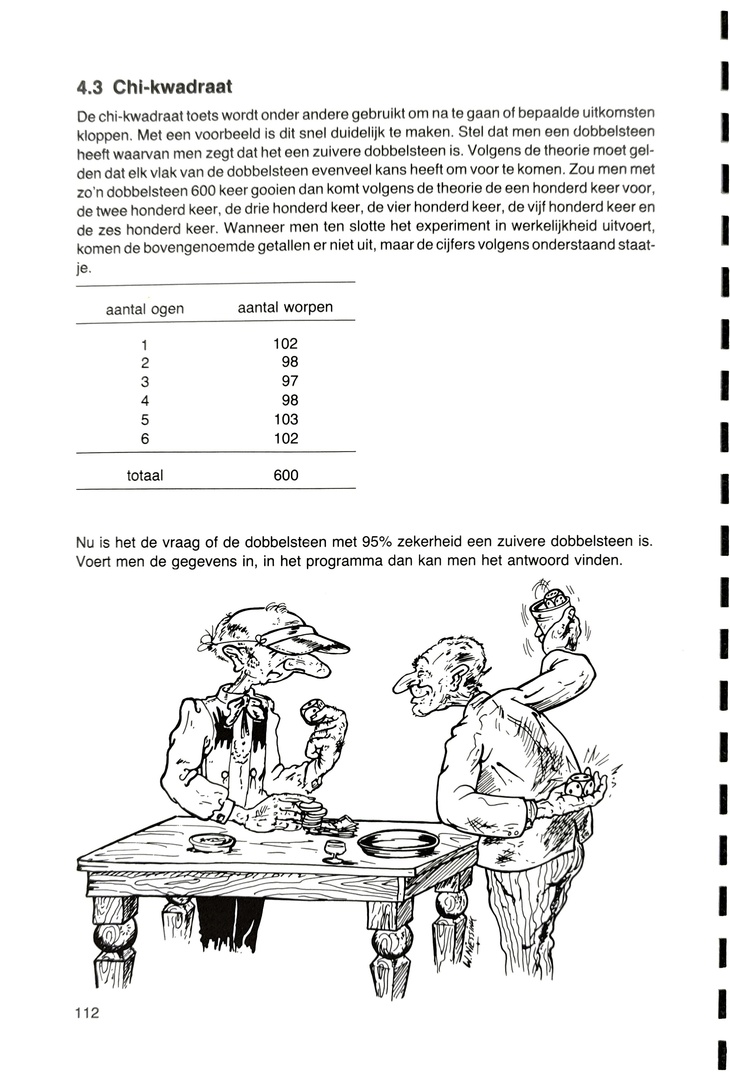 4.3 Chi-kwadraat
De chi-kwadraat toets wordt onder andere gebruikt om na te gaan of bepaalde uitkomsten
kloppen. Met een voorbeeld is dit snel duidelijk te maken. Stel dat men een dobbelsteen
heeft waarvan men zegt dat het een zuivere dobbelsteen is. Volgens de theorie moet gel-
den dat elk vlak van de dobbelsteen evenveel kans heeft om voor te komen. Zou men met
zo'n dobbelsteen 600 keer gooien dan komt volgens de theorie de een honderd keer voor,
de twee honderd keer, de drie honderd keer, de vier honderd keer, de vijf honderd keer en
de zes honderd keer. Wanneer men ten slotte het experiment in werkelijkheid uitvoert,
komen de bovengenoemde getallen er niet uit, maar de cijfers volgens onderstaand staat-
je.
aantal ogen aantal worpen
1 102
2 98
3 97
4 98
5 103
6 102
totaal 600
Nu is het de vraag of de dobbelsteen met 95% zekerheid een zuivere dobbelsteen is.
Voert men de gegevens in, in het programma dan kan men het antwoord vinden.
112